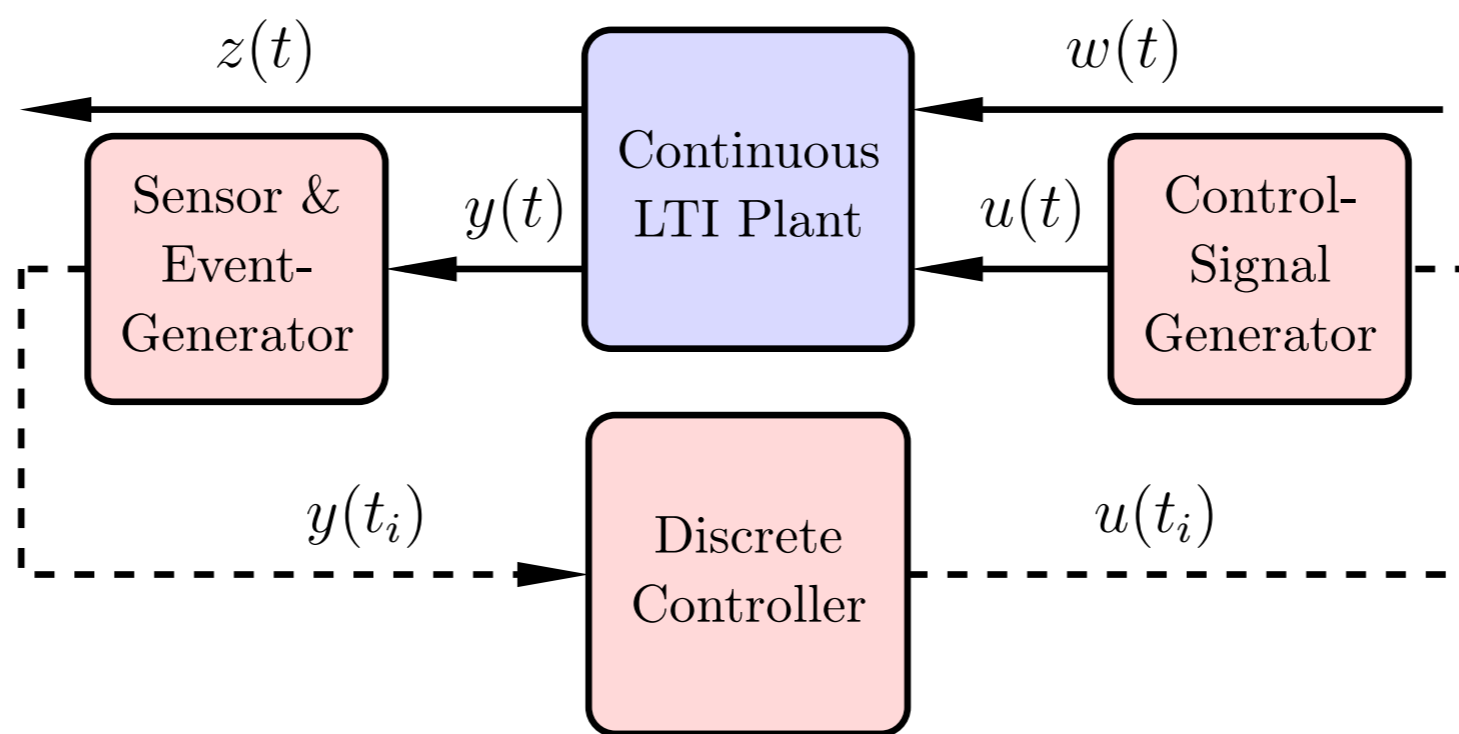 z(t)
w(t)
Continuous
LTI Plant
Sensor &
Event-
Generator
y(t)
u(t)
Control-
Signal
Generator
y(t_i)
Discrete
Controller
u(t_i)